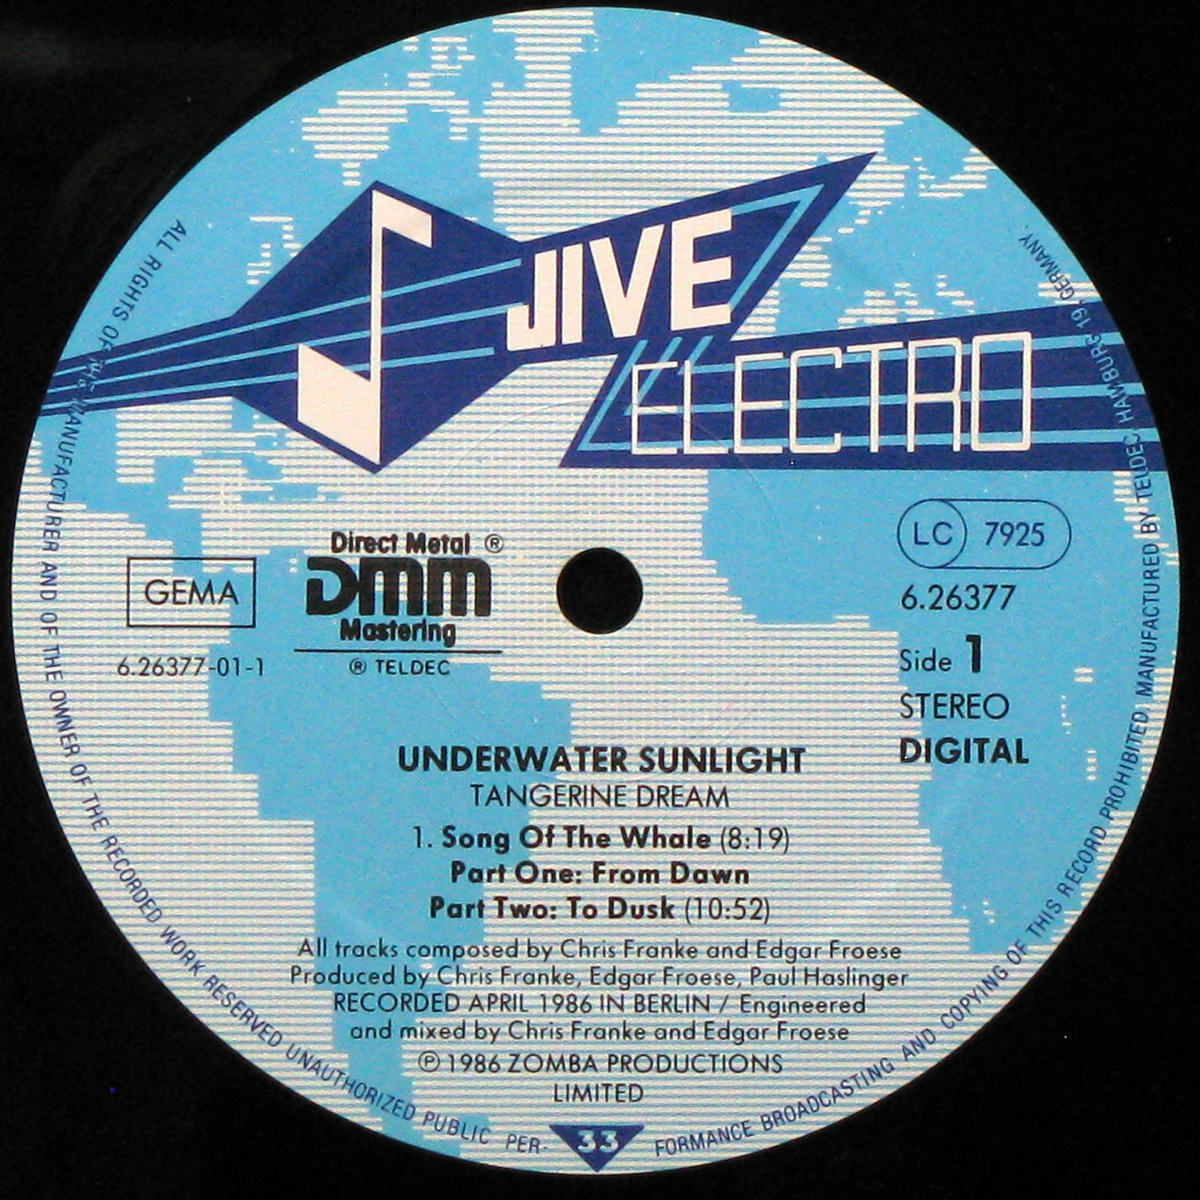 JIVE
ELECTRO
LC 7925
6.26377
Side 1
STEREO
DIGITAL
GEMA
6.26377-01-1
Direct Metal ®
DMM
Mastering
® TELDEC
UNDERWATER SUNLIGHT
TANGERINE DREAM
1. Song Of The Whale (8:19)
Part One: From Dawn
Part Two: To Dusk (10:52)
All tracks composed by Chris Franke and Edgar Froese
Produced by Chris Franke, Edgar Froese, Paul Haslinger
RECORDED APRIL 1986 IN BERLIN / Engineered
and mixed by Chris Franke and Edgar Froese
℗ 1986 ZOMBA PRODUCTIONS
LIMITED
ALL RIGHTS OF THE MANUFACTURER AND OF THE OWNER OF THE RECORDED WORK RESERVED UNAUTHORIZED PUBLIC PER-
33
FORMANCE BROADCASTING AND COPYING OF THIS RECORD PROHIBITED. MANUFACTURED BY TELDEC HAMBURG 19, GERMANY.